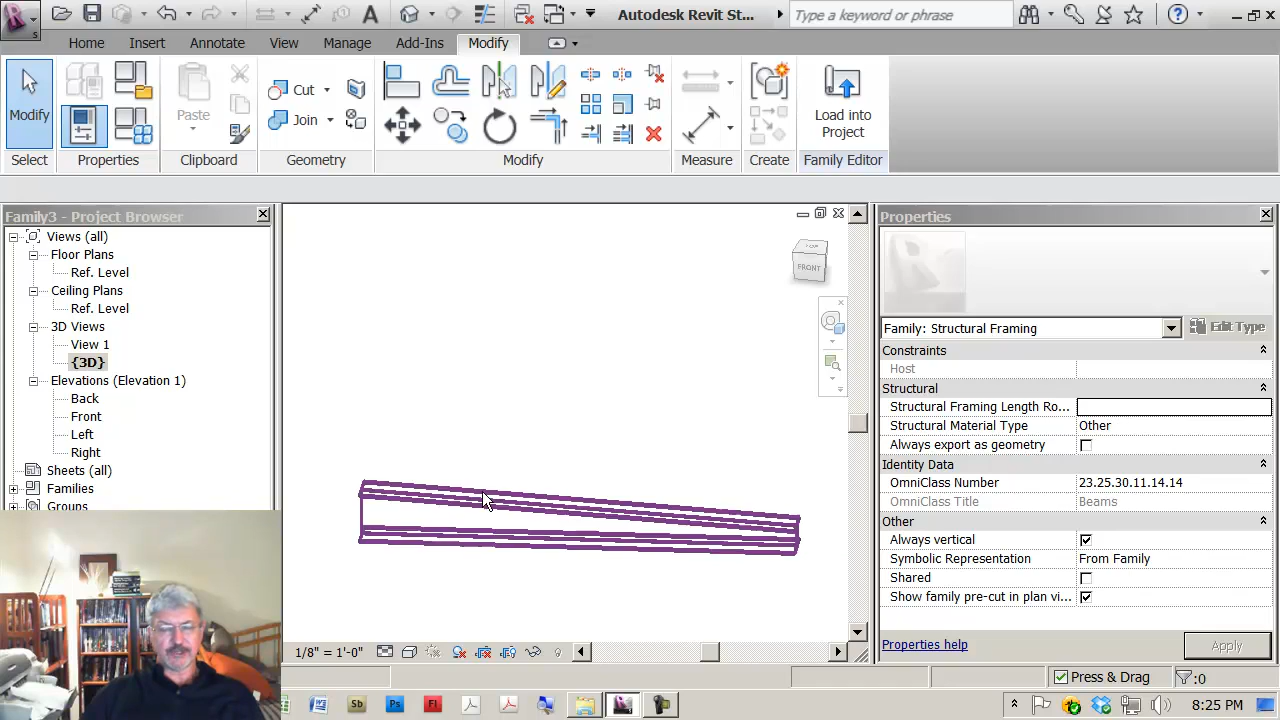 Autodesk Revit St...
Type a keyword or phrase
Home
Insert
Annotate
View
Manage
Add-Ins
Modify
Modify
Paste
Cut
Join
Load into
Project
Select
Properties
Clipboard
Geometry
Modify
Measure
Create
Family Editor
Family3 - Project Browser
Views (all)
Floor Plans
Ref. Level
Ceiling Plans
Ref. Level
3D Views
View 1
{3D}
Elevations (Elevation 1)
Back
Front
Left
Right
Sheets (all)
Families
Groups
FRONT
1/8" = 1'-0"
Properties
Family: Structural Framing
Edit Type
Constraints
Host
Structural
Structural Framing Length Ro...
Structural Material Type
Other
Always export as geometry
Identity Data
OmniClass Number
23.25.30.11.14.14
OmniClass Title
Beams
Other
Always vertical
Symbolic Representation
From Family
Shared
Show family pre-cut in plan vi...
Properties help
Apply
Press & Drag
:0
Sb
Ps
Fl
8:25 PM